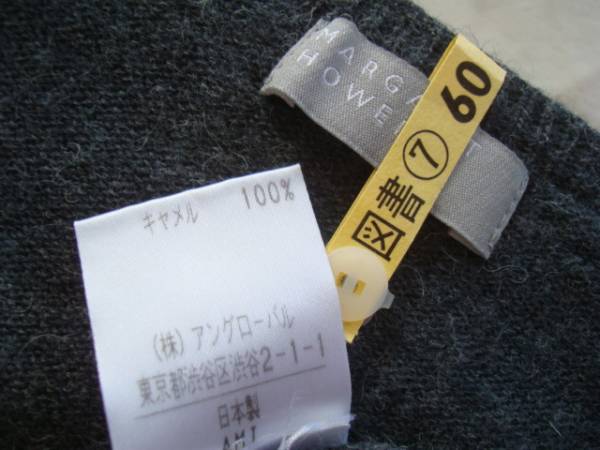 MARGA T
HOWE
図書⑦ 60
キャメル 100%
(株) アングローバル
東京都渋谷区渋谷2-1-1
日本製
AMI